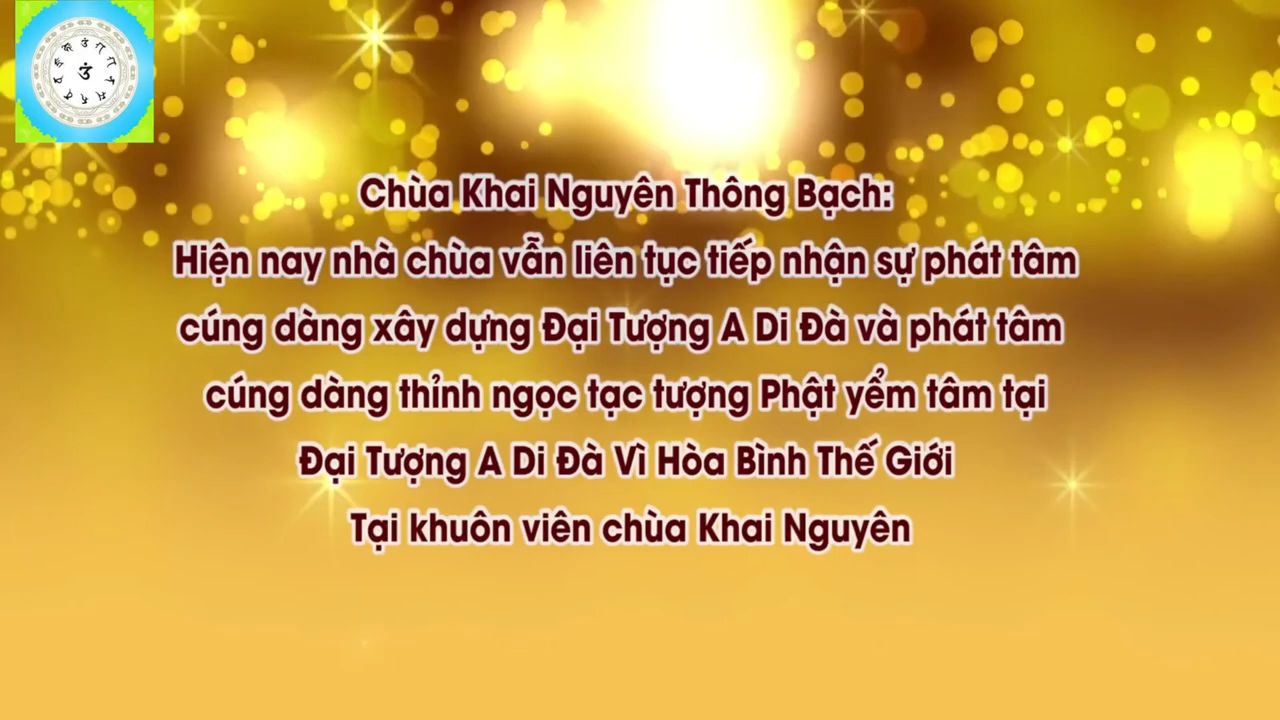 Chùa Khai Nguyên Thông Bạch:
Hiện nay nhà chùa vẫn liên tục tiếp nhận sự phát tâm
cúng dàng xây dựng Đại Tượng A Di Đà và phát tâm
cúng dàng thỉnh ngọc tạc tượng Phật yểm tâm tại
Đại Tượng A Di Đà Vì Hòa Bình Thế Giới
Tại khuôn viên chùa Khai Nguyên